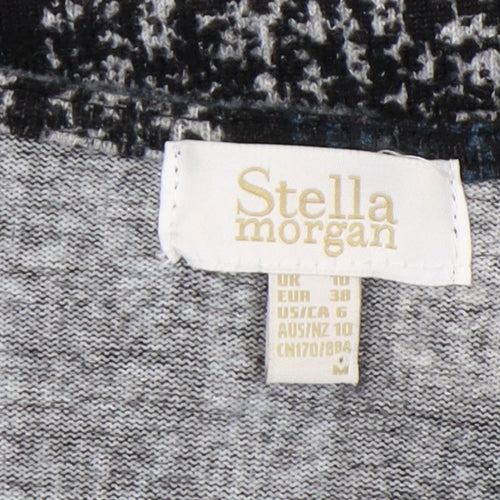 Stella
morgan
UK 10
EUR 38
US/CA 6
AUS/NZ 10
CN170/88A
M